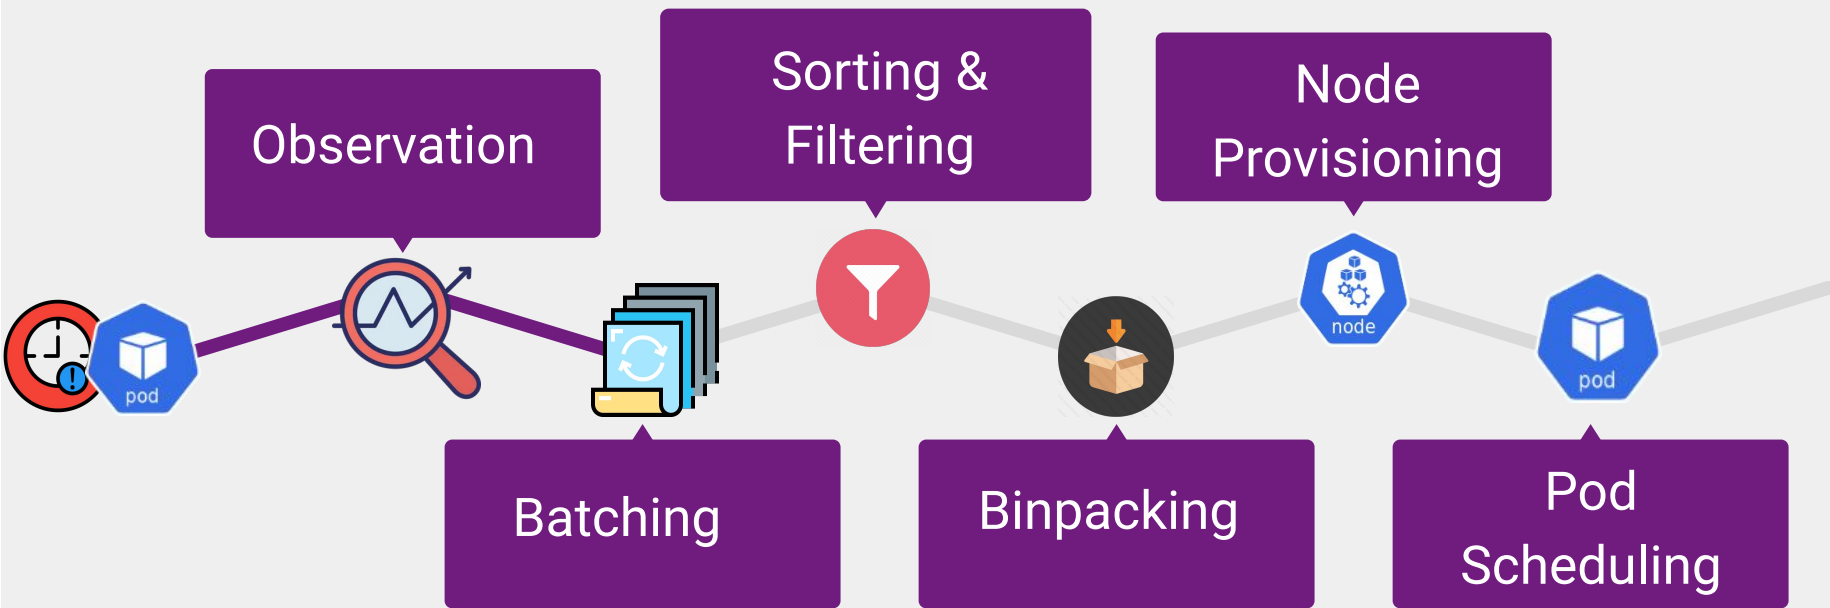 Observation
Sorting &
Filtering
Node
Provisioning
pod
node
pod
Batching
Binpacking
Pod
Scheduling